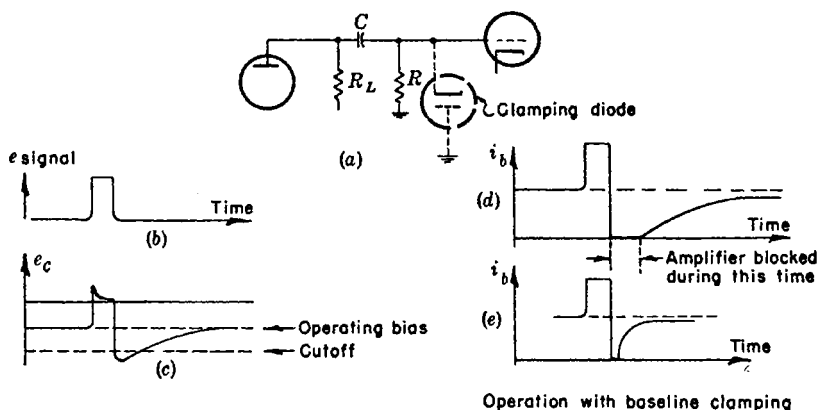 C
R_L
R
Clamping diode
(a)
e signal
Time
(b)
e_c
Operating bias
Cutoff
(c)
i_b
(d)
Time
Amplifier blocked
during this time
i_b
(e)
Time
Operation with baseline clamping